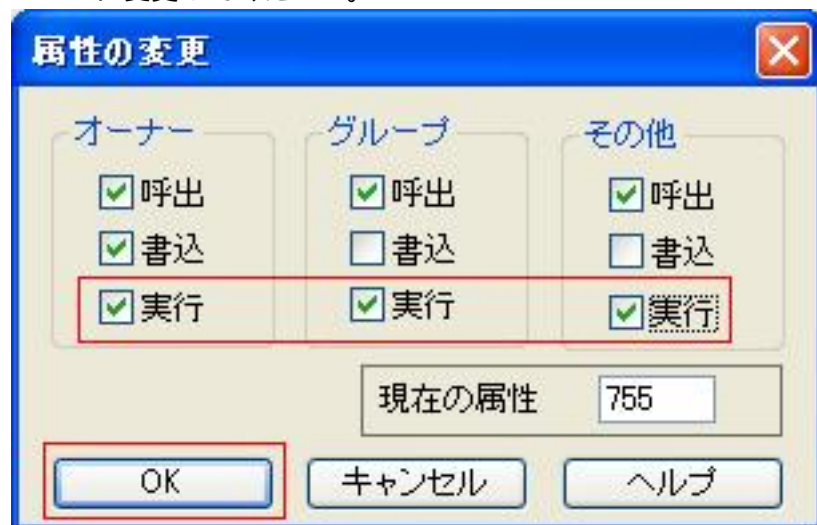 属性の変更
オーナー グループ その他
呼出 呼出 呼出
書込 書込 書込
実行 実行 実行
現在の属性 755
OK キャンセル ヘルプ